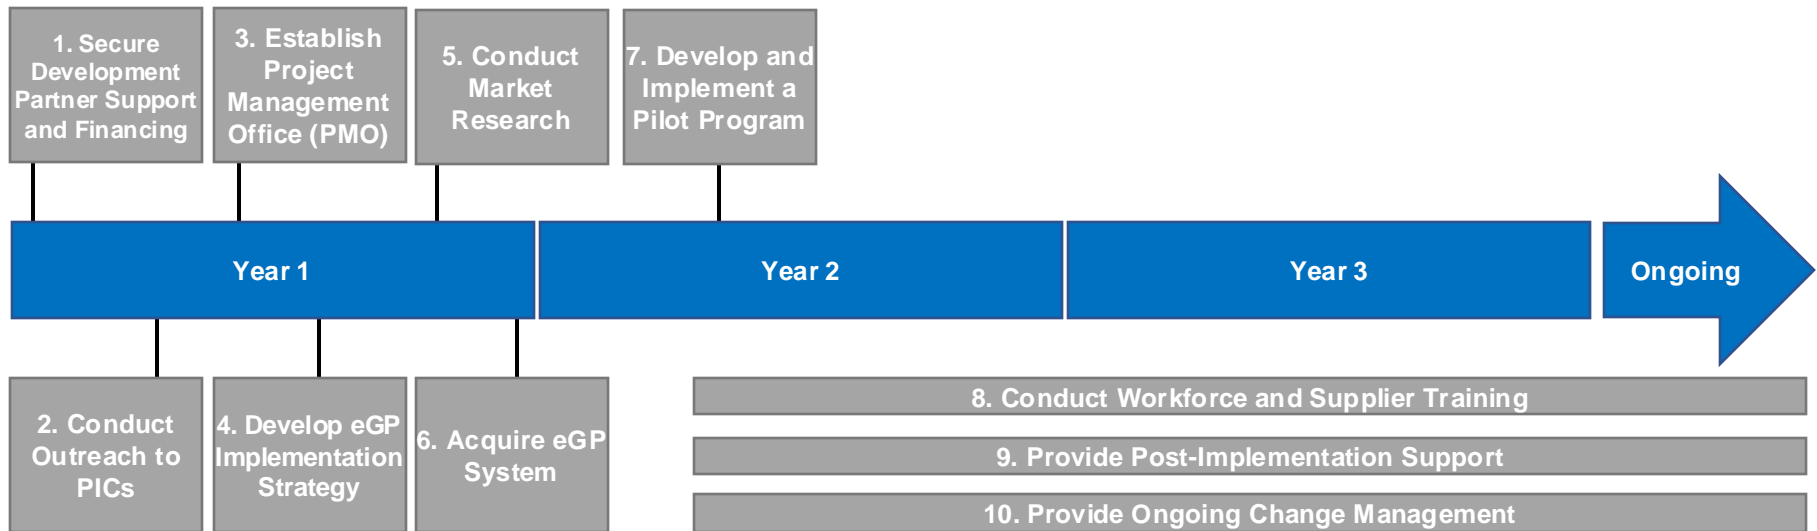 1. Secure
Development
Partner Support
and Financing
3. Establish
Project
Management
Office (PMO)
5. Conduct
Market
Research
7. Develop and
Implement a
Pilot Program
Year 1
Year 2
Year 3
Ongoing
2. Conduct
Outreach to
PICs
4. Develop eGP
Implementation
Strategy
6. Acquire eGP
System
8. Conduct Workforce and Supplier Training
9. Provide Post-Implementation Support
10. Provide Ongoing Change Management